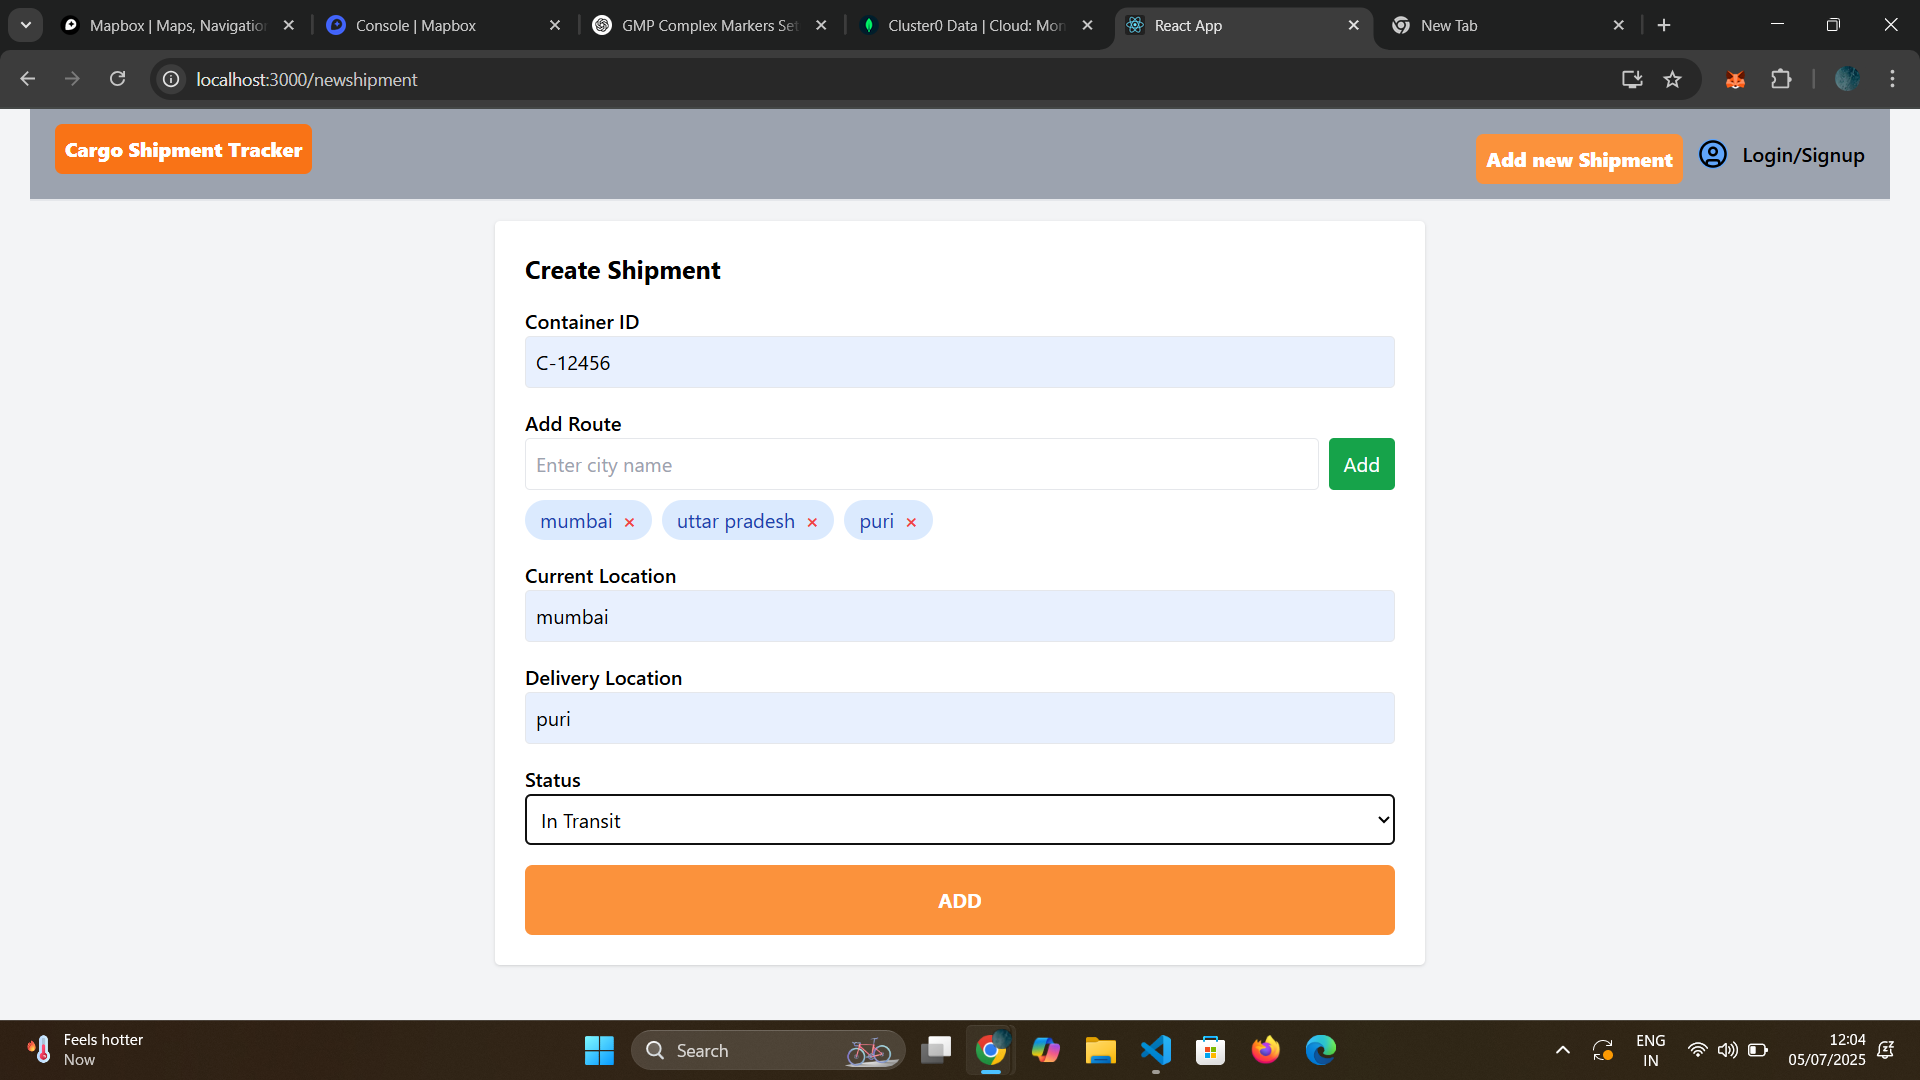 Mapbox | Maps, Navigation
Console | Mapbox
GMP Complex Markers Set
Cluster0 Data | Cloud: Mon
React App
New Tab
localhost:3000/newshipment
Cargo Shipment Tracker
Add new Shipment
Login/Signup
Create Shipment
Container ID
C-12456
Add Route
Enter city name
Add
mumbai ×
uttar pradesh ×
puri ×
Current Location
mumbai
Delivery Location
puri
Status
In Transit
ADD
Feels hotter
Now
Search
ENG
IN
12:04
05/07/2025